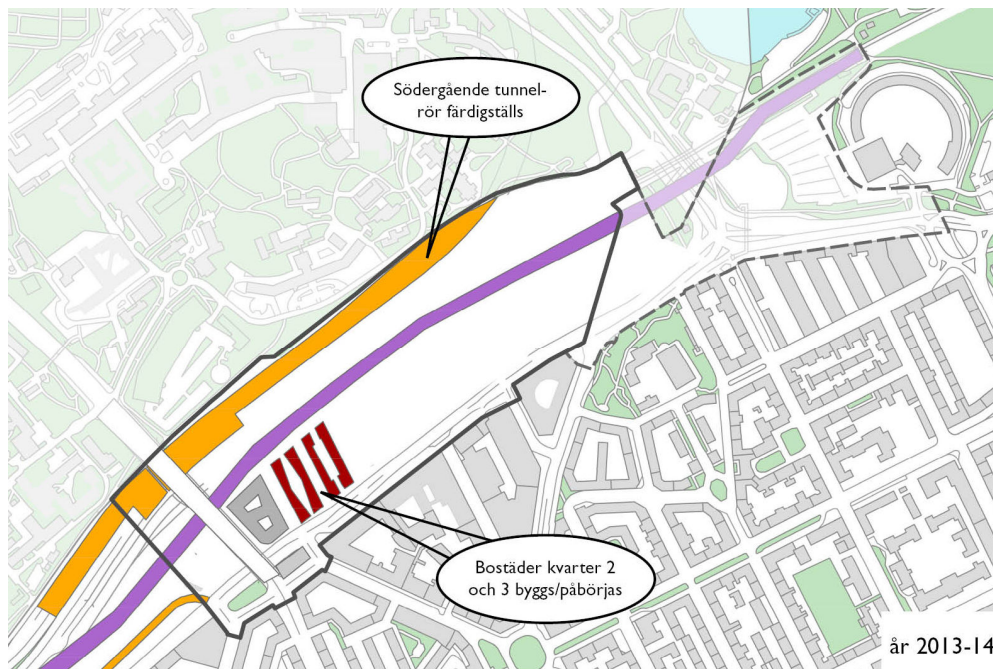 Södergående tunnel-
rör färdigställs
Bostäder kvarter 2
och 3 byggs/påbörjas
år 2013-14